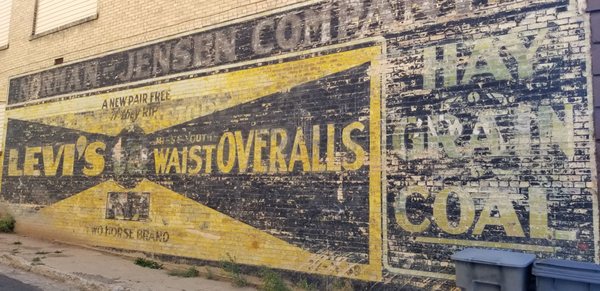 NORMAN JENSEN COMPANY
A NEW PAIR FREE
If they RIP
LEVI'S
WAIST OVERALLS
TWO HORSE BRAND
HAY
GRAIN
COAL